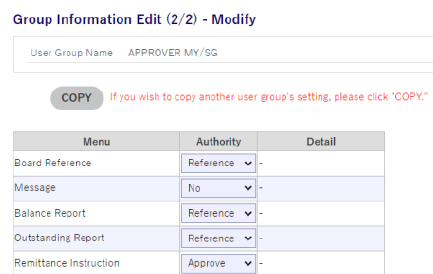 Group Information Edit (2/2) - Modify
User Group Name APPROVER MY/SG
COPY If you wish to copy another user group's setting, please click "COPY."
Menu Authority Detail
Board Reference Reference -
Message No -
Balance Report Reference -
Outstanding Report Reference -
Remittance Instruction Approve -